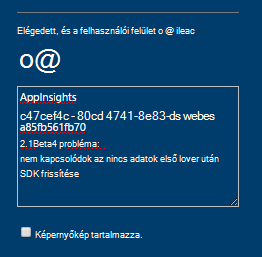 Elégedett, és a felhasználói felület o @ ileac
o@
AppInsights
c47cef4c - 80cd 4741-8e83-ds webes
a85fb561fb70
2.1Beta4 probléma:
nem kapcsolódok az nincs adatok első lover után
SDK frissítése
Képernyőkép tartalmazza.